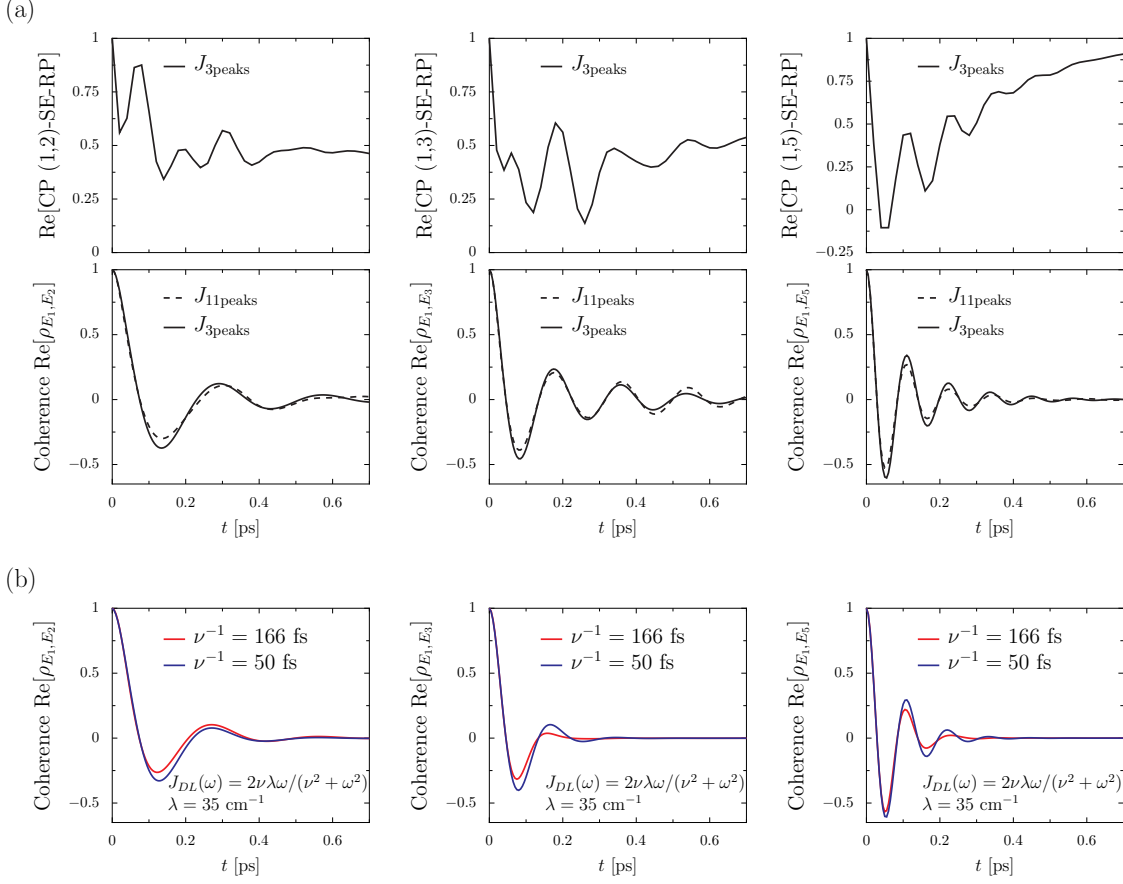 (a)
Re[CP (1,2)-SE-RP]
1
0.75
0.5
0.25
0
J3peaks
Re[CP (1,3)-SE-RP]
1
0.75
0.5
0.25
0
J3peaks
Re[CP (1,5)-SE-RP]
1
0.75
0.5
0.25
0
−0.25
J3peaks
Coherence Re[ρE1,E2]
1
0.5
0
−0.5
J11peaks
J3peaks
0 0.2 0.4 0.6
t [ps]
Coherence Re[ρE1,E3]
1
0.5
0
−0.5
J11peaks
J3peaks
0 0.2 0.4 0.6
t [ps]
Coherence Re[ρE1,E5]
1
0.5
0
−0.5
J11peaks
J3peaks
0 0.2 0.4 0.6
t [ps]
(b)
Coherence Re[ρE1,E2]
1
0.5
0
−0.5
ν−1 = 166 fs
ν−1 = 50 fs
JDL(ω) = 2νλω/(ν2 + ω2)
λ = 35 cm−1
0 0.2 0.4 0.6
t [ps]
Coherence Re[ρE1,E3]
1
0.5
0
−0.5
ν−1 = 166 fs
ν−1 = 50 fs
JDL(ω) = 2νλω/(ν2 + ω2)
λ = 35 cm−1
0 0.2 0.4 0.6
t [ps]
Coherence Re[ρE1,E5]
1
0.5
0
−0.5
ν−1 = 166 fs
ν−1 = 50 fs
JDL(ω) = 2νλω/(ν2 + ω2)
λ = 35 cm−1
0 0.2 0.4 0.6
t [ps]